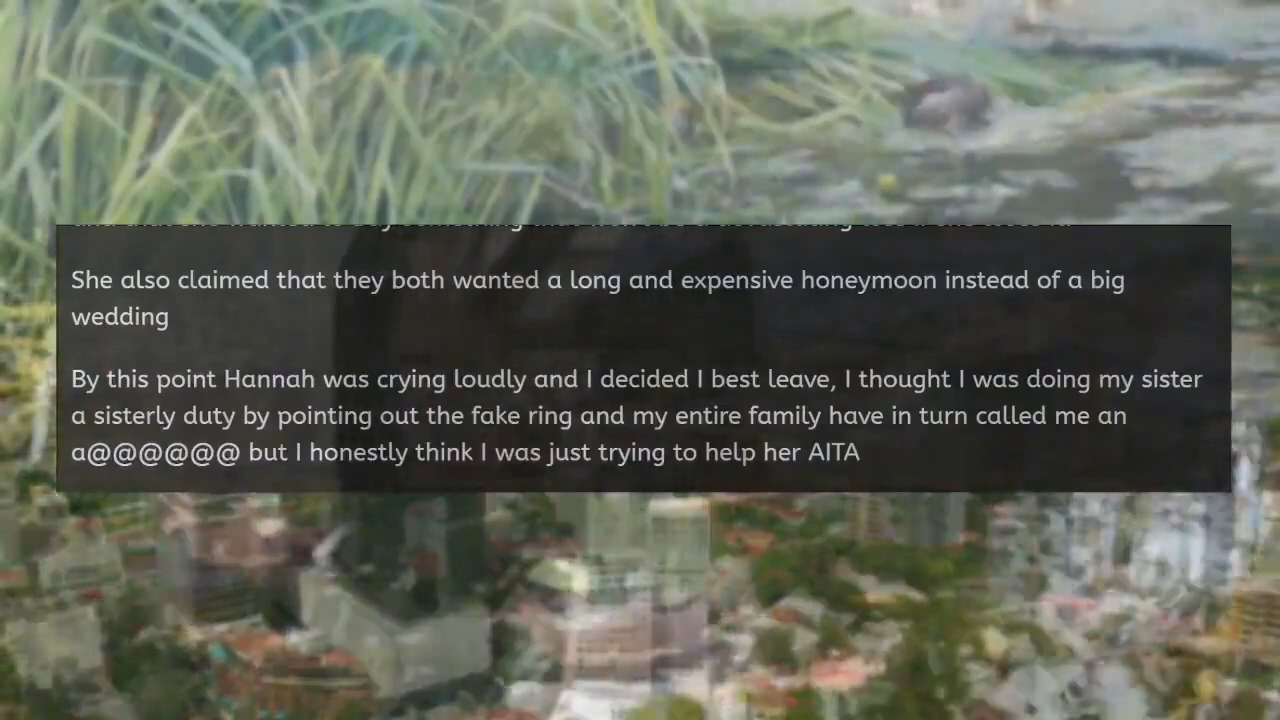 She also claimed that they both wanted a long and expensive honeymoon instead of a big
wedding
By this point Hannah was crying loudly and I decided I best leave, I thought I was doing my sister
a sisterly duty by pointing out the fake ring and my entire family have in turn called me an
a@@@@@@ but I honestly think I was just trying to help her AITA